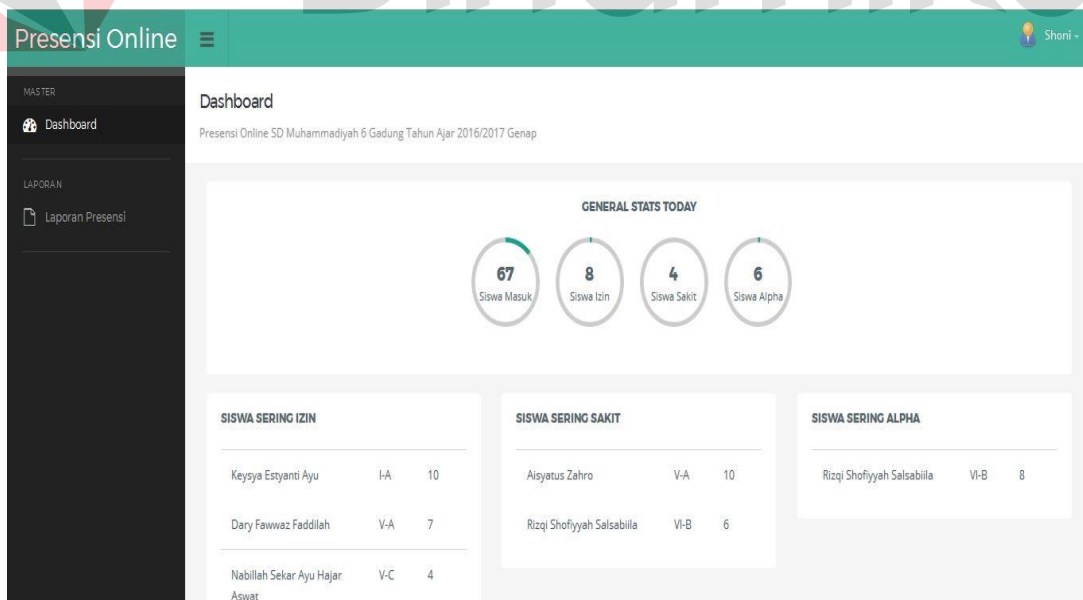 Presensi Online
Shoni
MASTER
Dashboard
LAPORAN
Laporan Presensi
Dashboard
Presensi Online SD Muhammadiyah 6 Gadung Tahun Ajar 2016/2017 Genap
GENERAL STATS TODAY
67
Siswa Masuk
8
Siswa Izin
4
Siswa Sakit
6
Siswa Alpha
SISWA SERING IZIN
Keysya Estyanti Ayu I-A 10
Dary Fawwaz Faddilah V-A 7
Nabillah Sekar Ayu Hajar V-C 4
Aswat
SISWA SERING SAKIT
Aisyatus Zahro V-A 10
Rizqi Shofiyyah Salsabiila VI-B 6
SISWA SERING ALPHA
Rizqi Shofiyyah Salsabiila VI-B 8